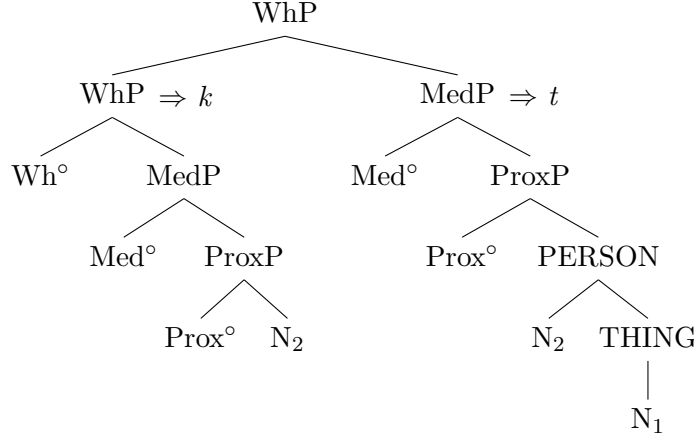 WhP
WhP ⇒ k MedP ⇒ t
Wh° MedP Med° ProxP
Med° ProxP Prox° PERSON
Prox° N₂ N₂ THING
N₁